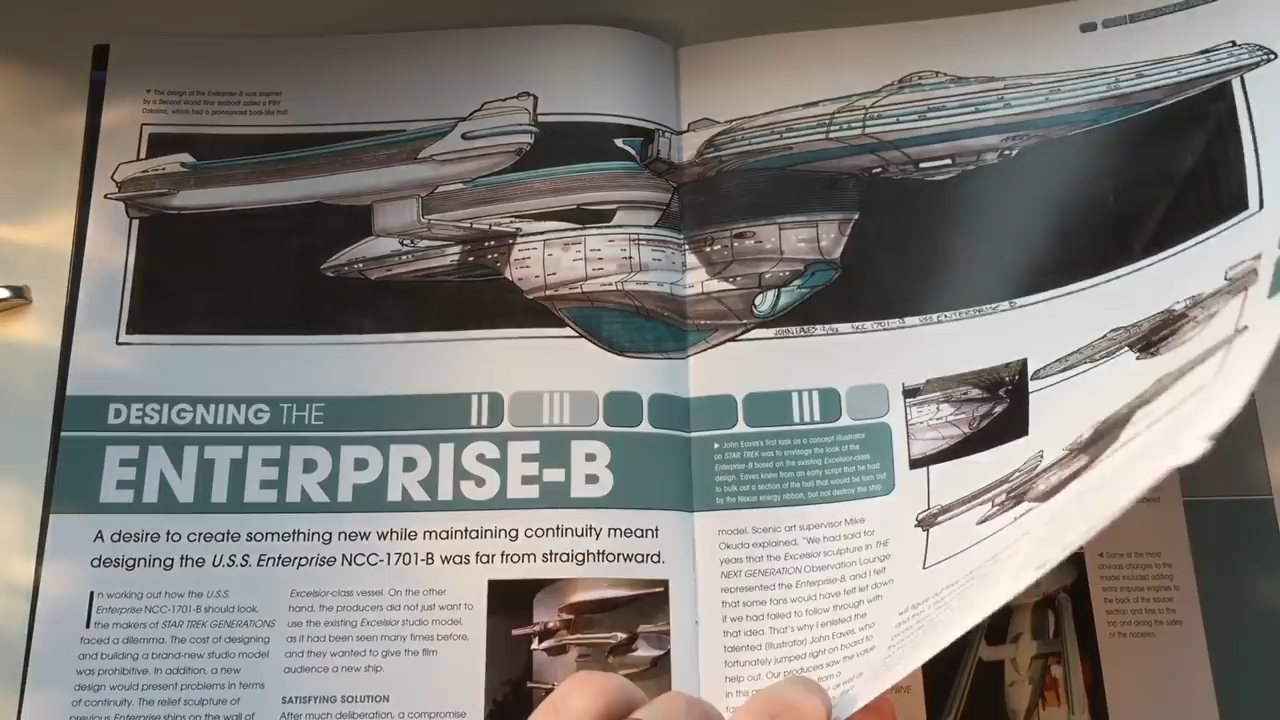 ▼ The design of the Enterprise-B was inspired
by a Second World War seaboat called a PBY
Catalina, which had a pronounced boat-like hull.
JOHN EAVES
NCC 1701-B USS ENTERPRISE B
DESIGNING THE
ENTERPRISE-B
A desire to create something new while maintaining continuity meant
designing the U.S.S. Enterprise NCC-1701-B was far from straightforward.
In working out how the U.S.S.
Enterprise NCC-1701-B should look,
the makers of STAR TREK GENERATIONS
faced a dilemma. The cost of designing
and building a brand-new studio model
was prohibitive. In addition, a new
design would present problems in terms
of continuity. The relief sculpture of
previous Enterprise ships on the wall of
Excelsior-class vessel. On the other
hand, the producers did not just want to
use the existing Excelsior studio model,
as it had been seen many times before,
and they wanted to give the film
audience a new ship.
SATISFYING SOLUTION
After much deliberation, a compromise
► John Eaves's first task as a concept illustrator
on STAR TREK was to envisage the look of the
Enterprise-B based on the existing Excelsior-class
design. Eaves knew from an early script that he had
to bulk out a section of the hull that would be torn out
by the Nexus energy ribbon, but not destroy the ship.
model. Scenic art supervisor Mike
Okuda explained, "We had said for
years that the Excelsior sculpture in THE
NEXT GENERATION Observation Lounge
represented the Enterprise-B, and I felt
that some fans would have felt let down
if we had failed to follow through with
that idea. That's why I enlisted the
talented (illustrator) John Eaves, who
fortunately jumped right on board to
help out. Our producers saw the value
in this
from a
as well as
◄ Some of the most
obvious changes to the
model included adding
extra impulse engines to
the back of the saucer
section and fins to the
top and along the sides
of the nacelles.